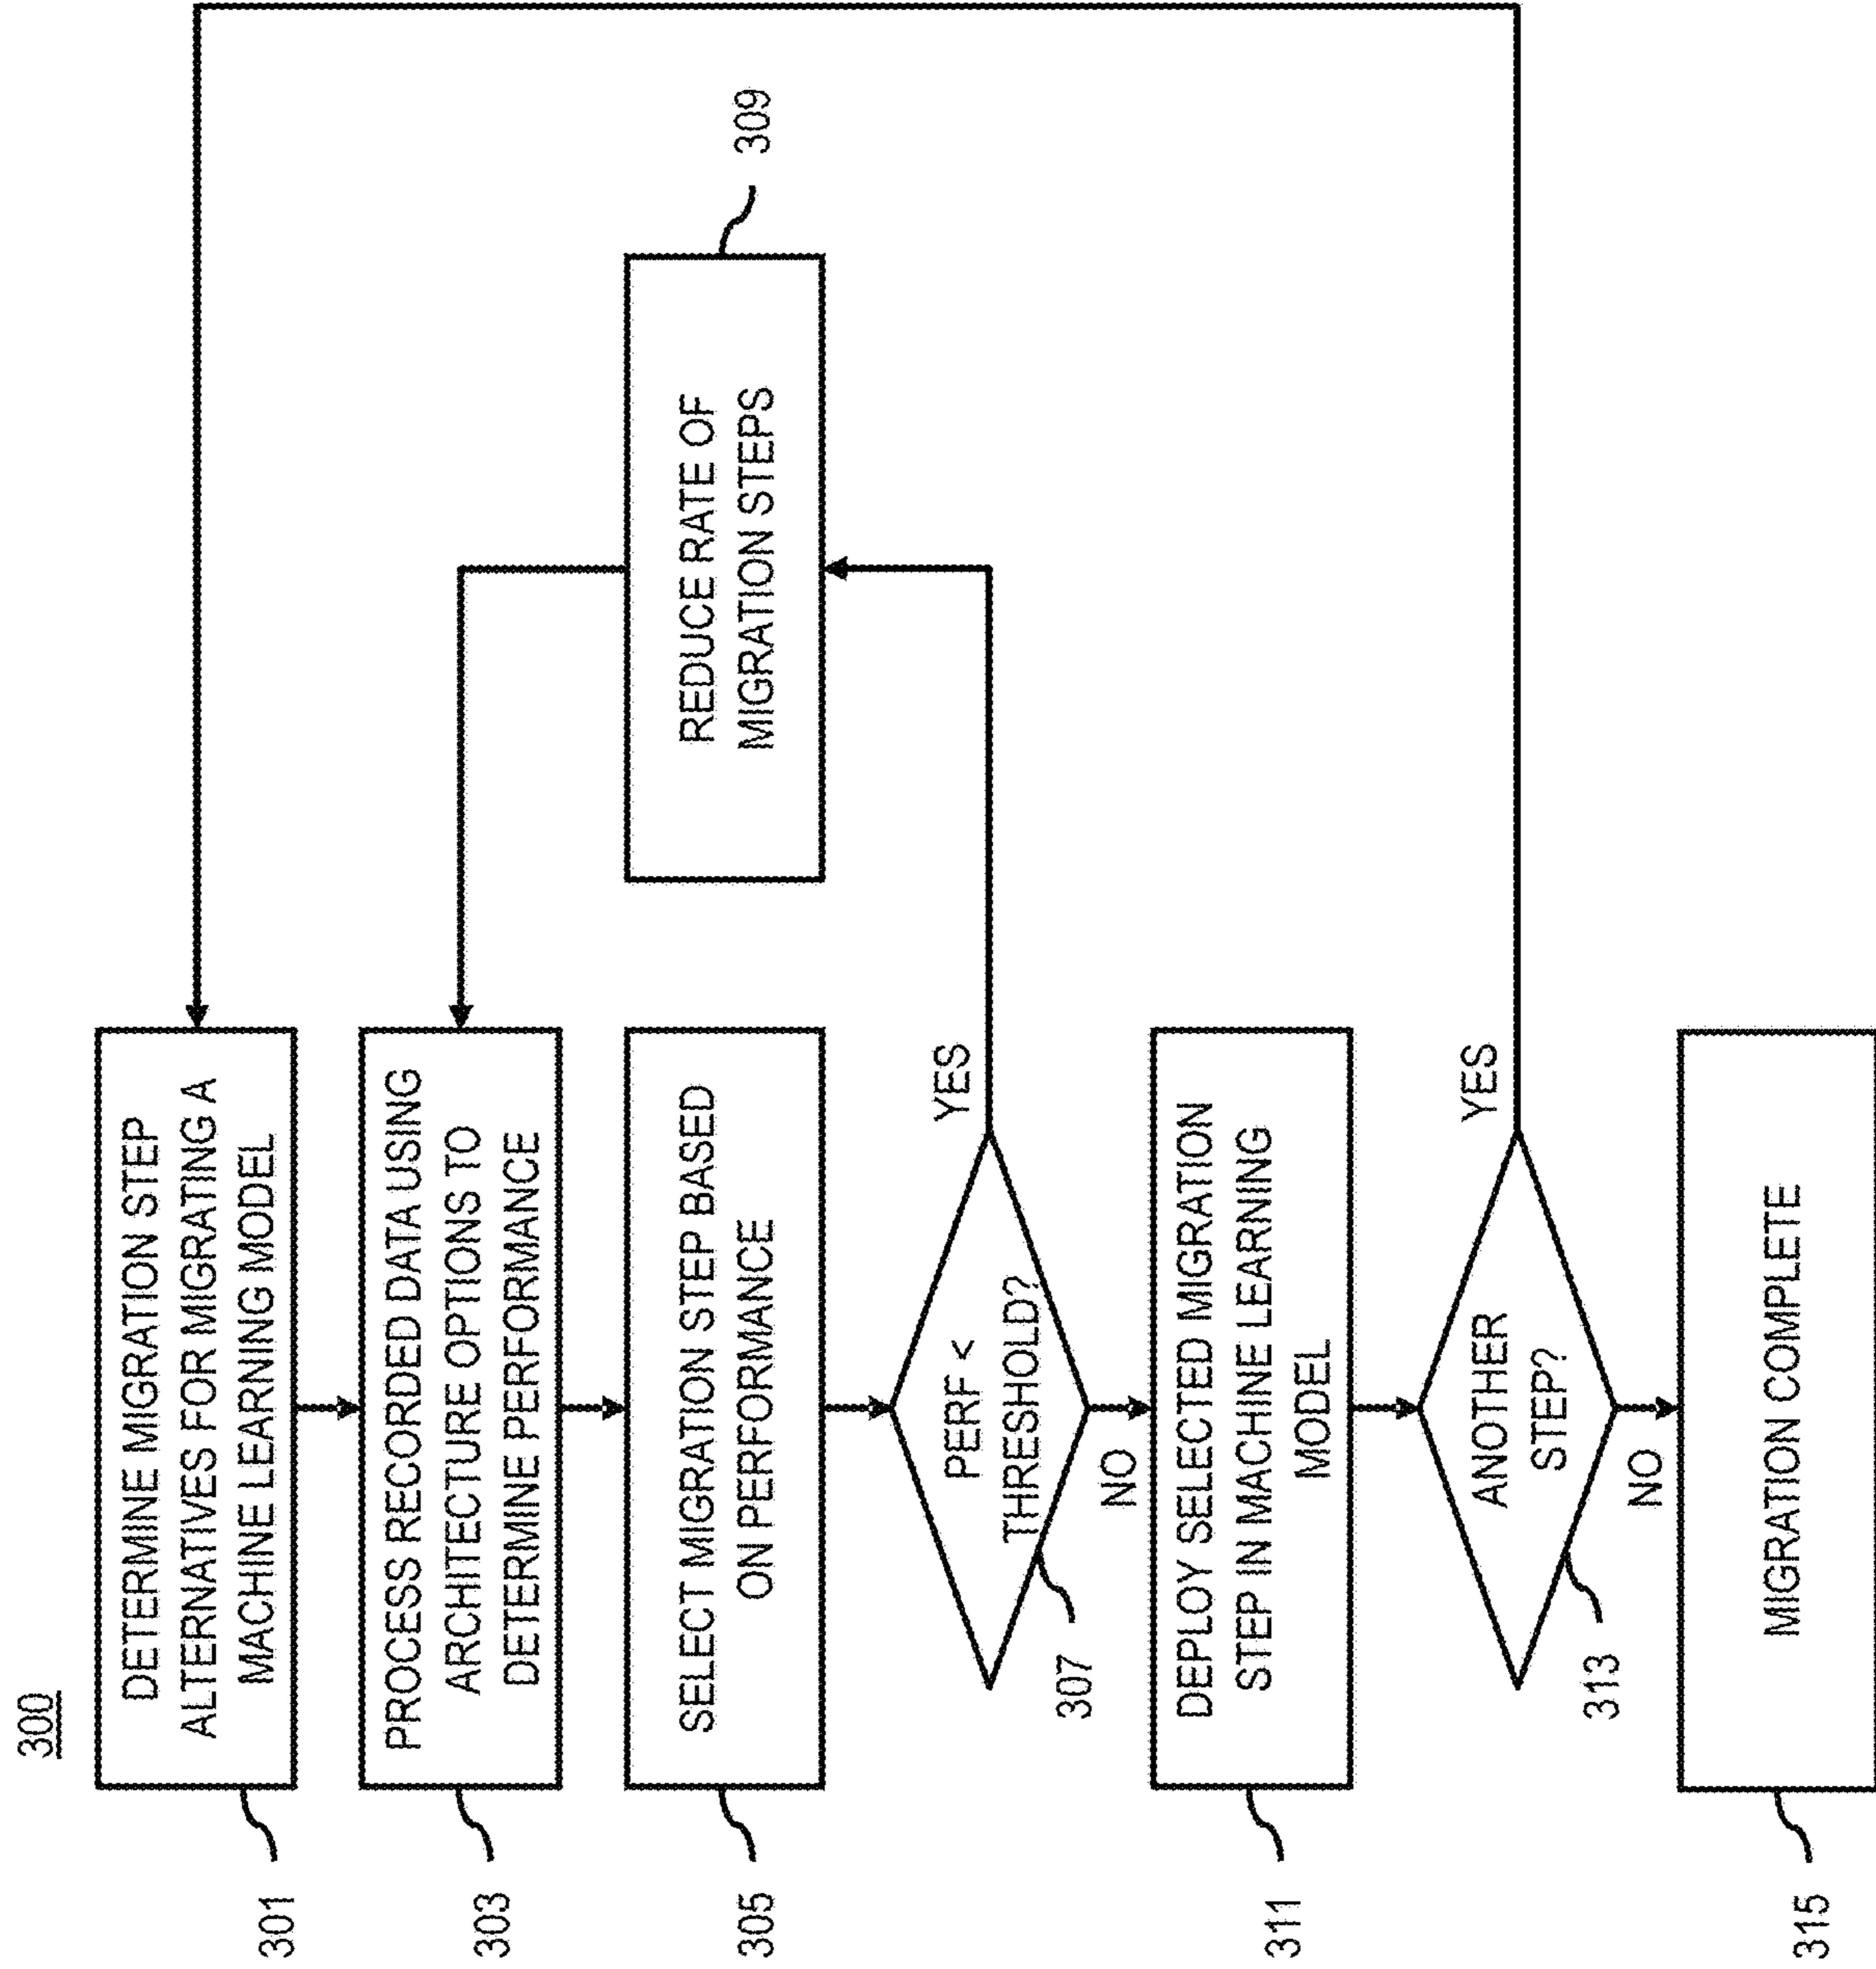 300
301
DETERMINE MIGRATION STEP
ALTERNATIVES FOR MIGRATING A
MACHINE LEARNING MODEL
303
PROCESS RECORDED DATA USING
ARCHITECTURE OPTIONS TO
DETERMINE PERFORMANCE
305
SELECT MIGRATION STEP BASED
ON PERFORMANCE
309
REDUCE RATE OF
MIGRATION STEPS
307
PERF <
THRESHOLD?
YES
NO
311
DEPLOY SELECTED MIGRATION
STEP IN MACHINE LEARNING
MODEL
313
ANOTHER
STEP?
YES
NO
315
MIGRATION COMPLETE